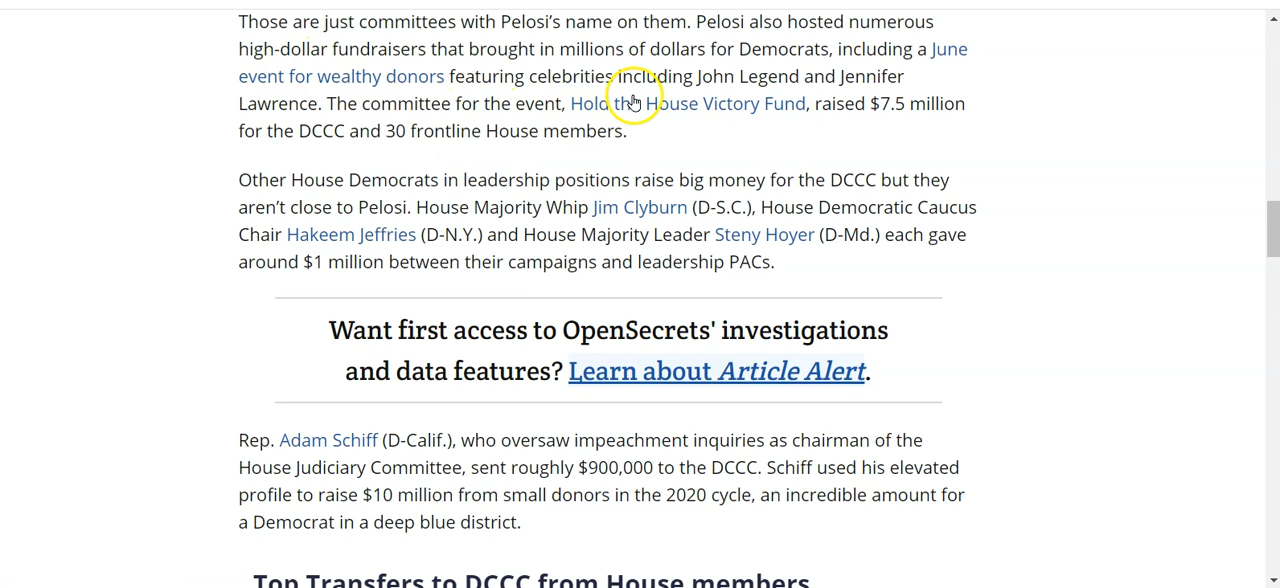 Those are just committees with Pelosi’s name on them. Pelosi also hosted numerous
high-dollar fundraisers that brought in millions of dollars for Democrats, including a June
event for wealthy donors featuring celebrities including John Legend and Jennifer
Lawrence. The committee for the event, Hold the House Victory Fund, raised $7.5 million
for the DCCC and 30 frontline House members.
Other House Democrats in leadership positions raise big money for the DCCC but they
aren’t close to Pelosi. House Majority Whip Jim Clyburn (D-S.C.), House Democratic Caucus
Chair Hakeem Jeffries (D-N.Y.) and House Majority Leader Steny Hoyer (D-Md.) each gave
around $1 million between their campaigns and leadership PACs.
Want first access to OpenSecrets' investigations
and data features? Learn about Article Alert.
Rep. Adam Schiff (D-Calif.), who oversaw impeachment inquiries as chairman of the
House Judiciary Committee, sent roughly $900,000 to the DCCC. Schiff used his elevated
profile to raise $10 million from small donors in the 2020 cycle, an incredible amount for
a Democrat in a deep blue district.
Top Transfers to DCCC from House members